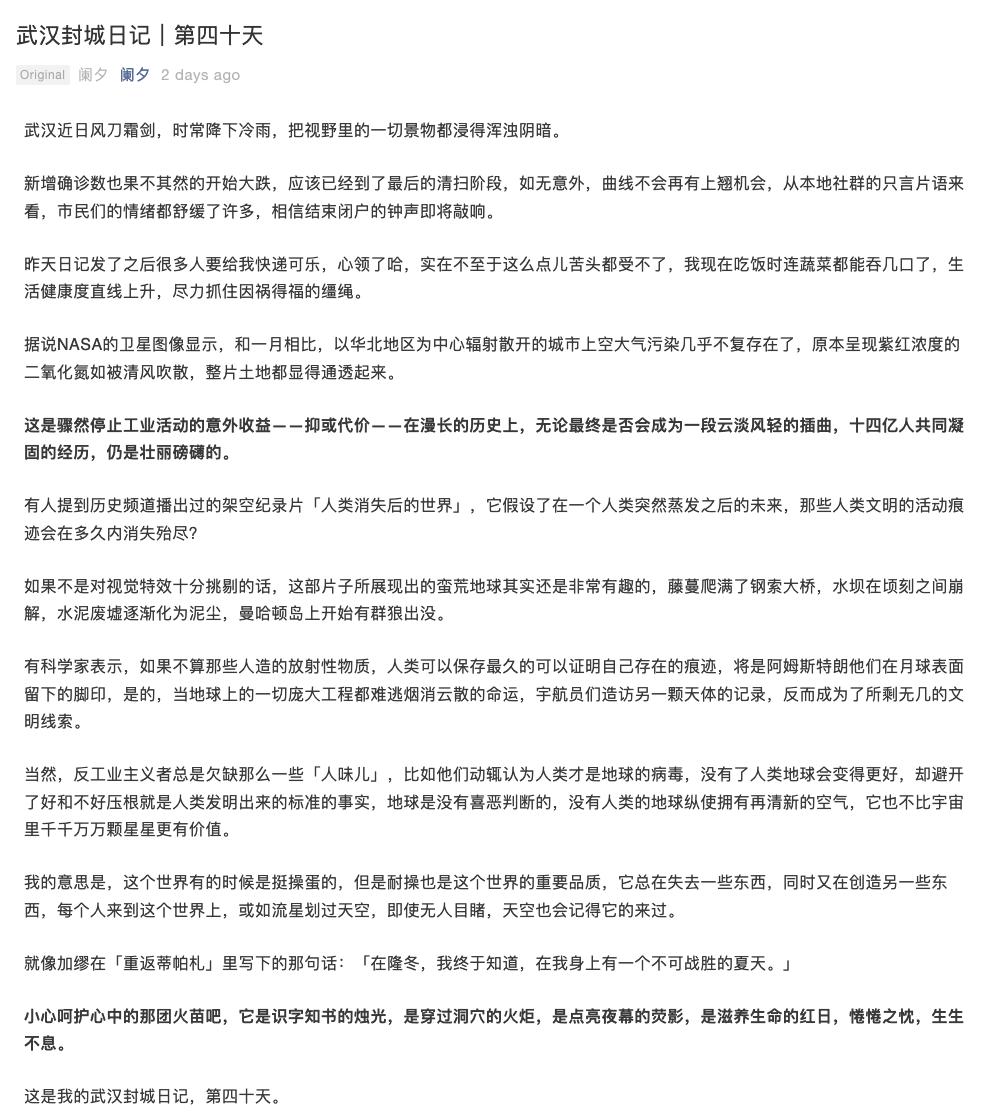 武汉封城日记｜第四十天
Original 阑夕 阑夕 2 days ago
武汉近日风刀霜剑，时常降下冷雨，把视野里的一切景物都浸得浑浊阴暗。
新增确诊数也果不其然的开始大跌，应该已经到了最后的清扫阶段，如无意外，曲线不会再有上翘机会，从本地社群的只言片语来
看，市民们的情绪都舒缓了许多，相信结束闭户的钟声即将敲响。
昨天日记发了之后很多人要给我快递可乐，心领了哈，实在不至于这么点儿苦头都受不了，我现在吃饭时连蔬菜都能吞几口了，生
活健康度直线上升，尽力抓住因祸得福的缰绳。
据说NASA的卫星图像显示，和一月相比，以华北地区为中心辐射散开的城市上空大气污染几乎不复存在了，原本呈现紫红浓度的
二氧化氮如被清风吹散，整片土地都显得通透起来。
这是骤然停止工业活动的意外收益——抑或代价——在漫长的历史上，无论最终是否会成为一段云淡风轻的插曲，十四亿人共同凝
固的经历，仍是壮丽磅礴的。
有人提到历史频道播出过的架空纪录片「人类消失后的世界」，它假设了在一个人类突然蒸发之后的未来，那些人类文明的活动痕
迹会在多久内消失殆尽？
如果不是对视觉特效十分挑剔的话，这部片子所展现出的蛮荒地球其实还是非常有趣的，藤蔓爬满了钢索大桥，水坝在顷刻之间崩
解，水泥废墟逐渐化为泥尘，曼哈顿岛上开始有群狼出没。
有科学家表示，如果不算那些人造的放射性物质，人类可以保存最久的可以证明自己存在的痕迹，将是阿姆斯特朗他们在月球表面
留下的脚印，是的，当地球上的一切庞大工程都难逃烟消云散的命运，宇航员们造访另一颗天体的记录，反而成为了所剩无几的文
明线索。
当然，反工业主义者总是欠缺那么一些「人味儿」，比如他们动辄认为人类才是地球的病毒，没有了人类地球会变得更好，却避开
了好和不好压根就是人类发明出来的标准的事实，地球是没有喜恶判断的，没有人类的地球纵使拥有再清新的空气，它也不比宇宙
里千千万万颗星星更有价值。
我的意思是，这个世界有的时候是挺操蛋的，但是耐操也是这个世界的重要品质，它总在失去一些东西，同时又在创造另一些东
西，每个人来到这个世界上，或如流星划过天空，即使无人目睹，天空也会记得它的来过。
就像加缪在「重返蒂帕札」里写下的那句话：「在隆冬，我终于知道，在我身上有一个不可战胜的夏天。」
小心呵护心中的那团火苗吧，它是识字知书的烛光，是穿过洞穴的火炬，是点亮夜幕的荧影，是滋养生命的红日，惓惓之忱，生生
不息。
这是我的武汉封城日记，第四十天。